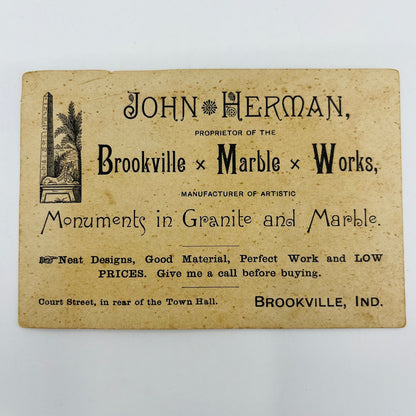 JOHN ❋ HERMAN,
PROPRIETOR OF THE
Brookville × Marble × Works,
MANUFACTURER OF ARTISTIC
Monuments in Granite and Marble.
☞Neat Designs, Good Material, Perfect Work and LOW
PRICES. Give me a call before buying.
Court Street, in rear of the Town Hall. BROOKVILLE, IND.